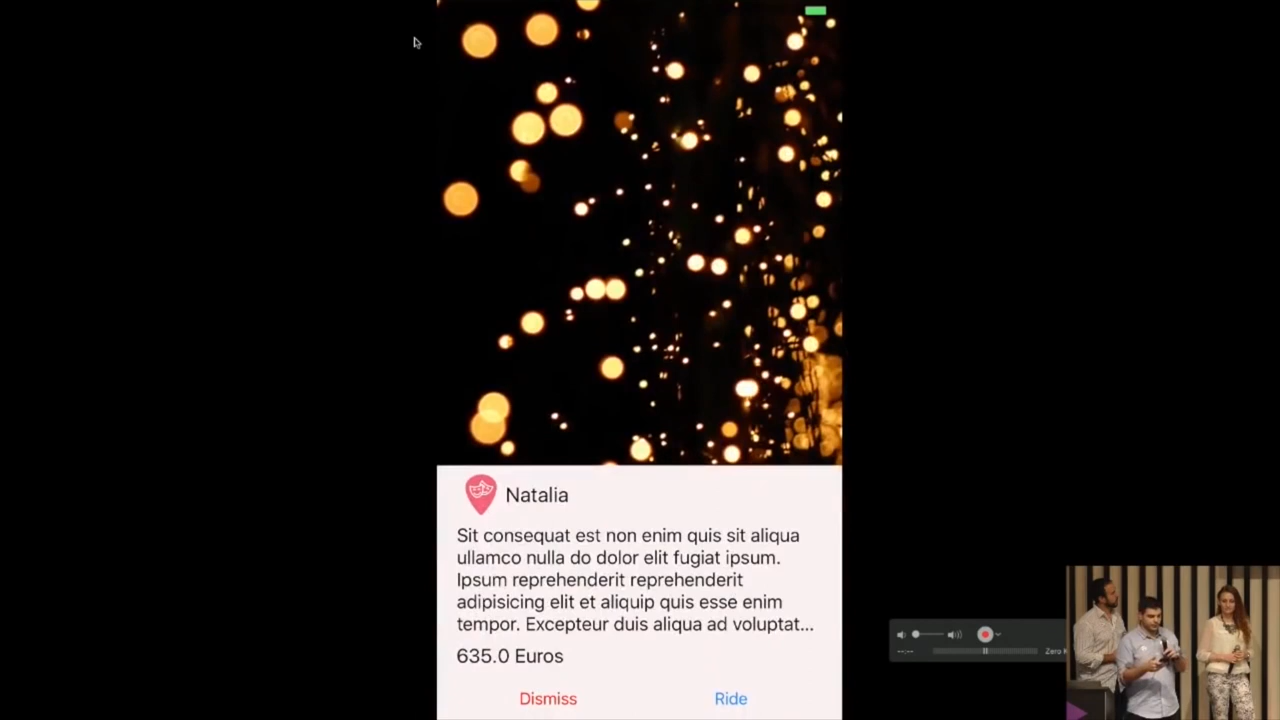 Natalia
Sit consequat est non enim quis sit aliqua
ullamco nulla do dolor elit fugiat ipsum.
Ipsum reprehenderit reprehenderit
adipisicing elit et aliquip quis esse enim
tempor. Excepteur duis aliqua ad voluptat...
635.0 Euros
Dismiss Ride
--:-- Zero